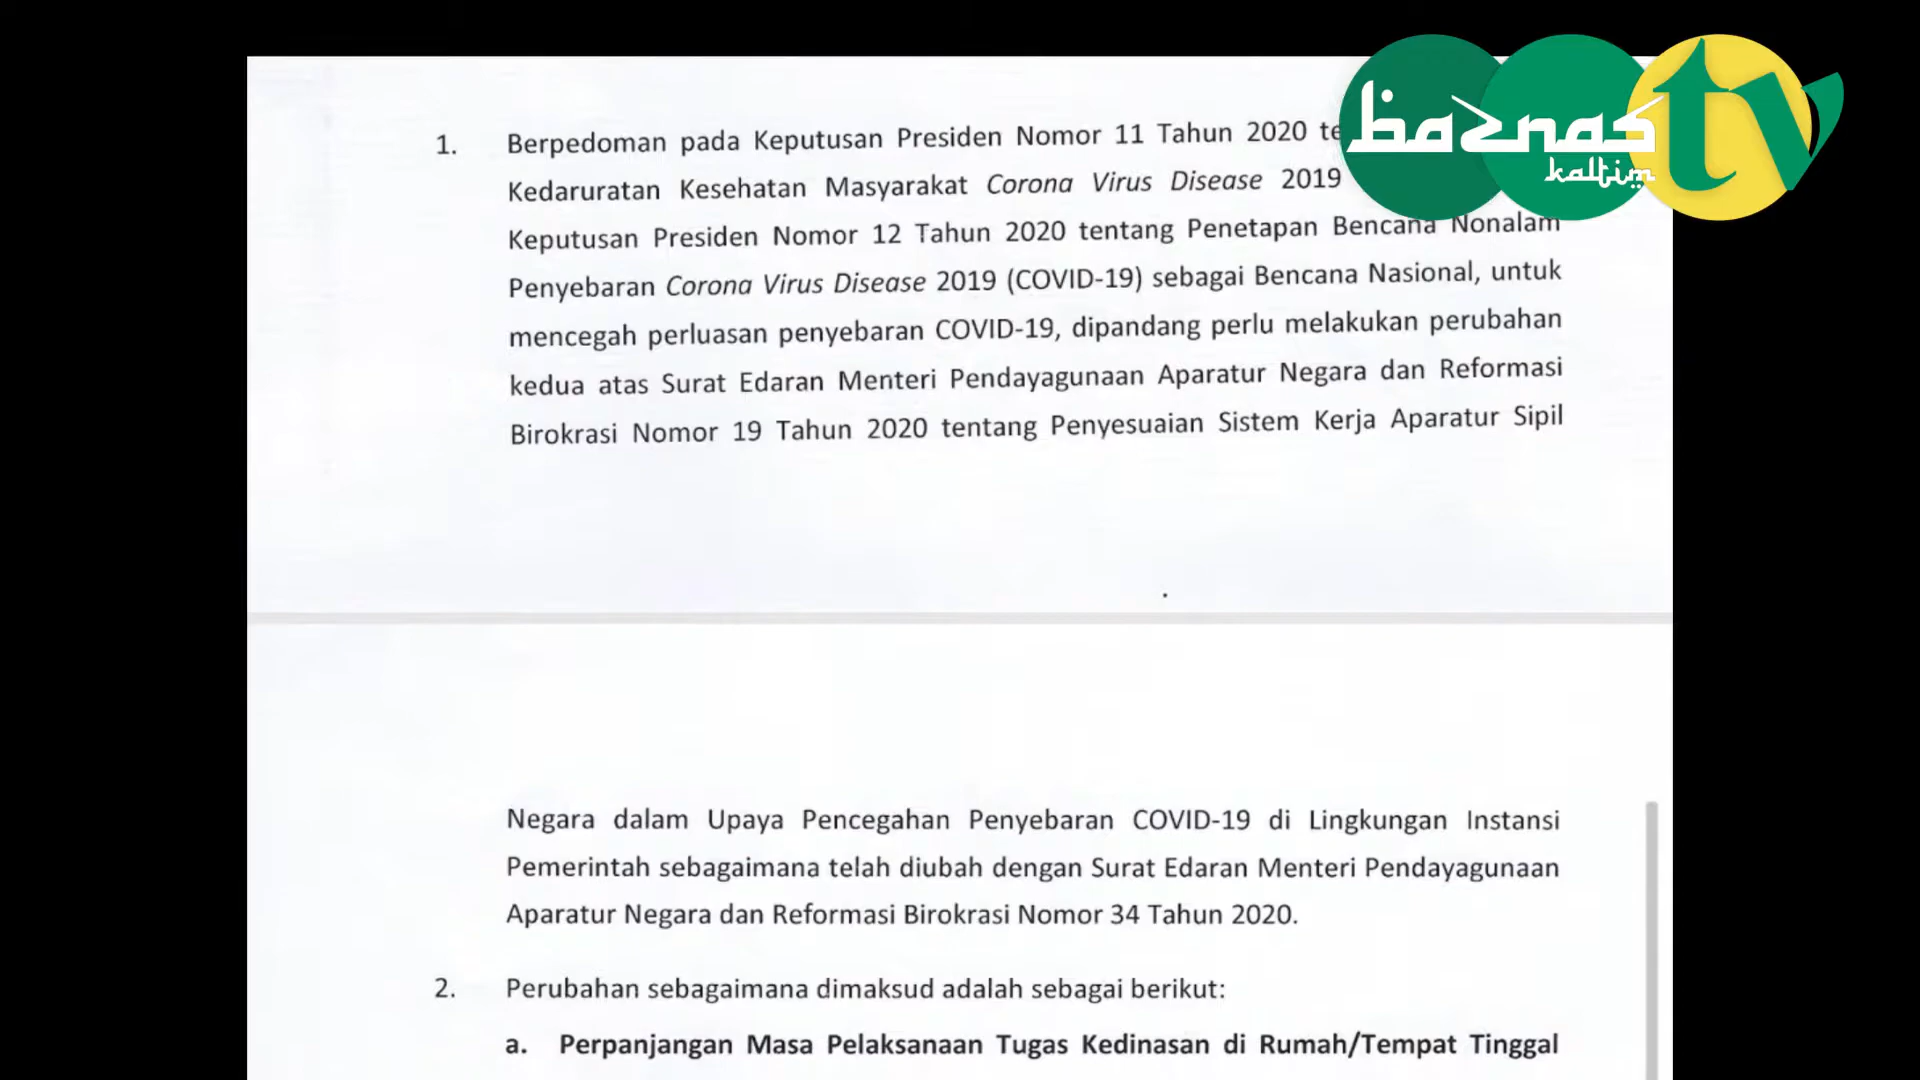 baznas tv
kaltim
1. Berpedoman pada Keputusan Presiden Nomor 11 Tahun 2020
Kedaruratan Kesehatan Masyarakat Corona Virus Disease 2019
Keputusan Presiden Nomor 12 Tahun 2020 tentang Penetapan Bencana Nonalam
Penyebaran Corona Virus Disease 2019 (COVID-19) sebagai Bencana Nasional, untuk
mencegah perluasan penyebaran COVID-19, dipandang perlu melakukan perubahan
kedua atas Surat Edaran Menteri Pendayagunaan Aparatur Negara dan Reformasi
Birokrasi Nomor 19 Tahun 2020 tentang Penyesuaian Sistem Kerja Aparatur Sipil
Negara dalam Upaya Pencegahan Penyebaran COVID-19 di Lingkungan Instansi
Pemerintah sebagaimana telah diubah dengan Surat Edaran Menteri Pendayagunaan
Aparatur Negara dan Reformasi Birokrasi Nomor 34 Tahun 2020.
2. Perubahan sebagaimana dimaksud adalah sebagai berikut:
a. Perpanjangan Masa Pelaksanaan Tugas Kedinasan di Rumah/Tempat Tinggal